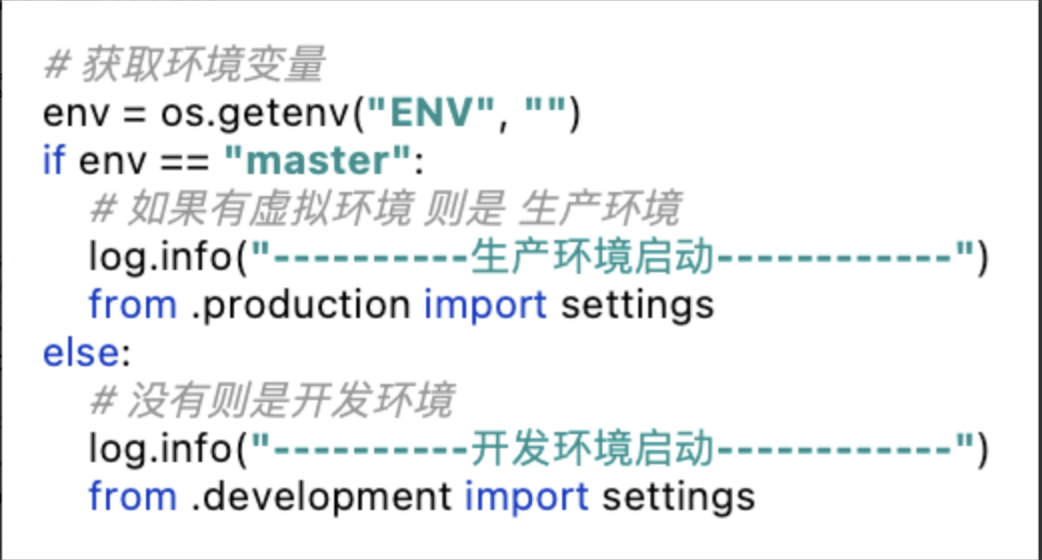 # 获取环境变量
env = os.getenv("ENV", "")
if env == "master":
# 如果有虚拟环境 则是 生产环境
log.info("----------生产环境启动------------")
from .production import settings
else:
# 没有则是开发环境
log.info("----------开发环境启动------------")
from .development import settings